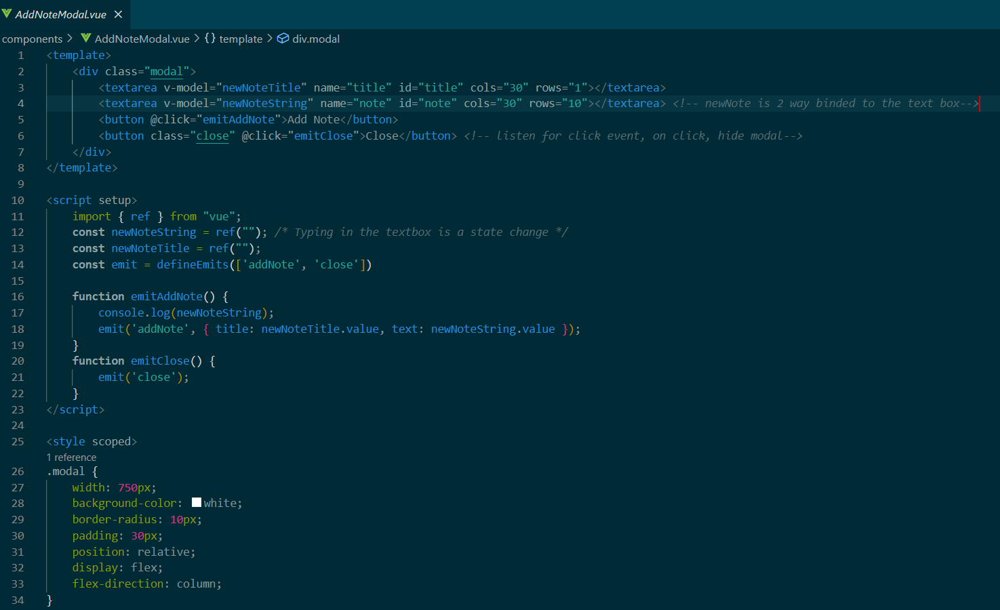 AddNoteModal.vue ×
components > AddNoteModal.vue > {} template > div.modal
1 <template>
2 <div class="modal">
3 <textarea v-model="newNoteTitle" name="title" id="title" cols="30" rows="1"></textarea>
4 <textarea v-model="newNoteString" name="note" id="note" cols="30" rows="10"></textarea> <!-- newNote is 2 way binded to the text box-->
5 <button @click="emitAddNote">Add Note</button>
6 <button class="close" @click="emitClose">Close</button> <!-- listen for click event, on click, hide modal-->
7 </div>
8 </template>
9
10 <script setup>
11 import { ref } from "vue";
12 const newNoteString = ref(""); /* Typing in the textbox is a state change */
13 const newNoteTitle = ref("");
14 const emit = defineEmits(['addNote', 'close'])
15
16 function emitAddNote() {
17 console.log(newNoteString);
18 emit('addNote', { title: newNoteTitle.value, text: newNoteString.value });
19 }
20 function emitClose() {
21 emit('close');
22 }
23 </script>
24
25 <style scoped>
1 reference
26 .modal {
27 width: 750px;
28 background-color: white;
29 border-radius: 10px;
30 padding: 30px;
31 position: relative;
32 display: flex;
33 flex-direction: column;
34 }